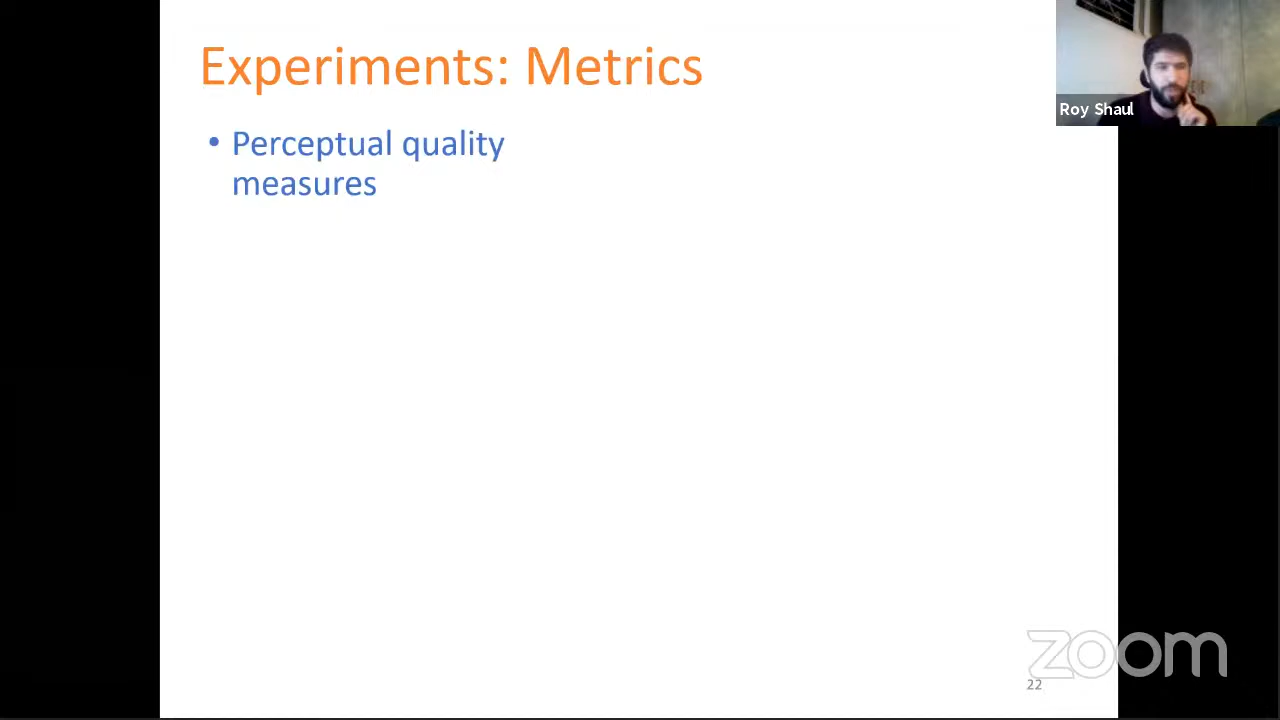 Experiments: Metrics
Roy Shaul
• Perceptual quality
measures
zoom
22